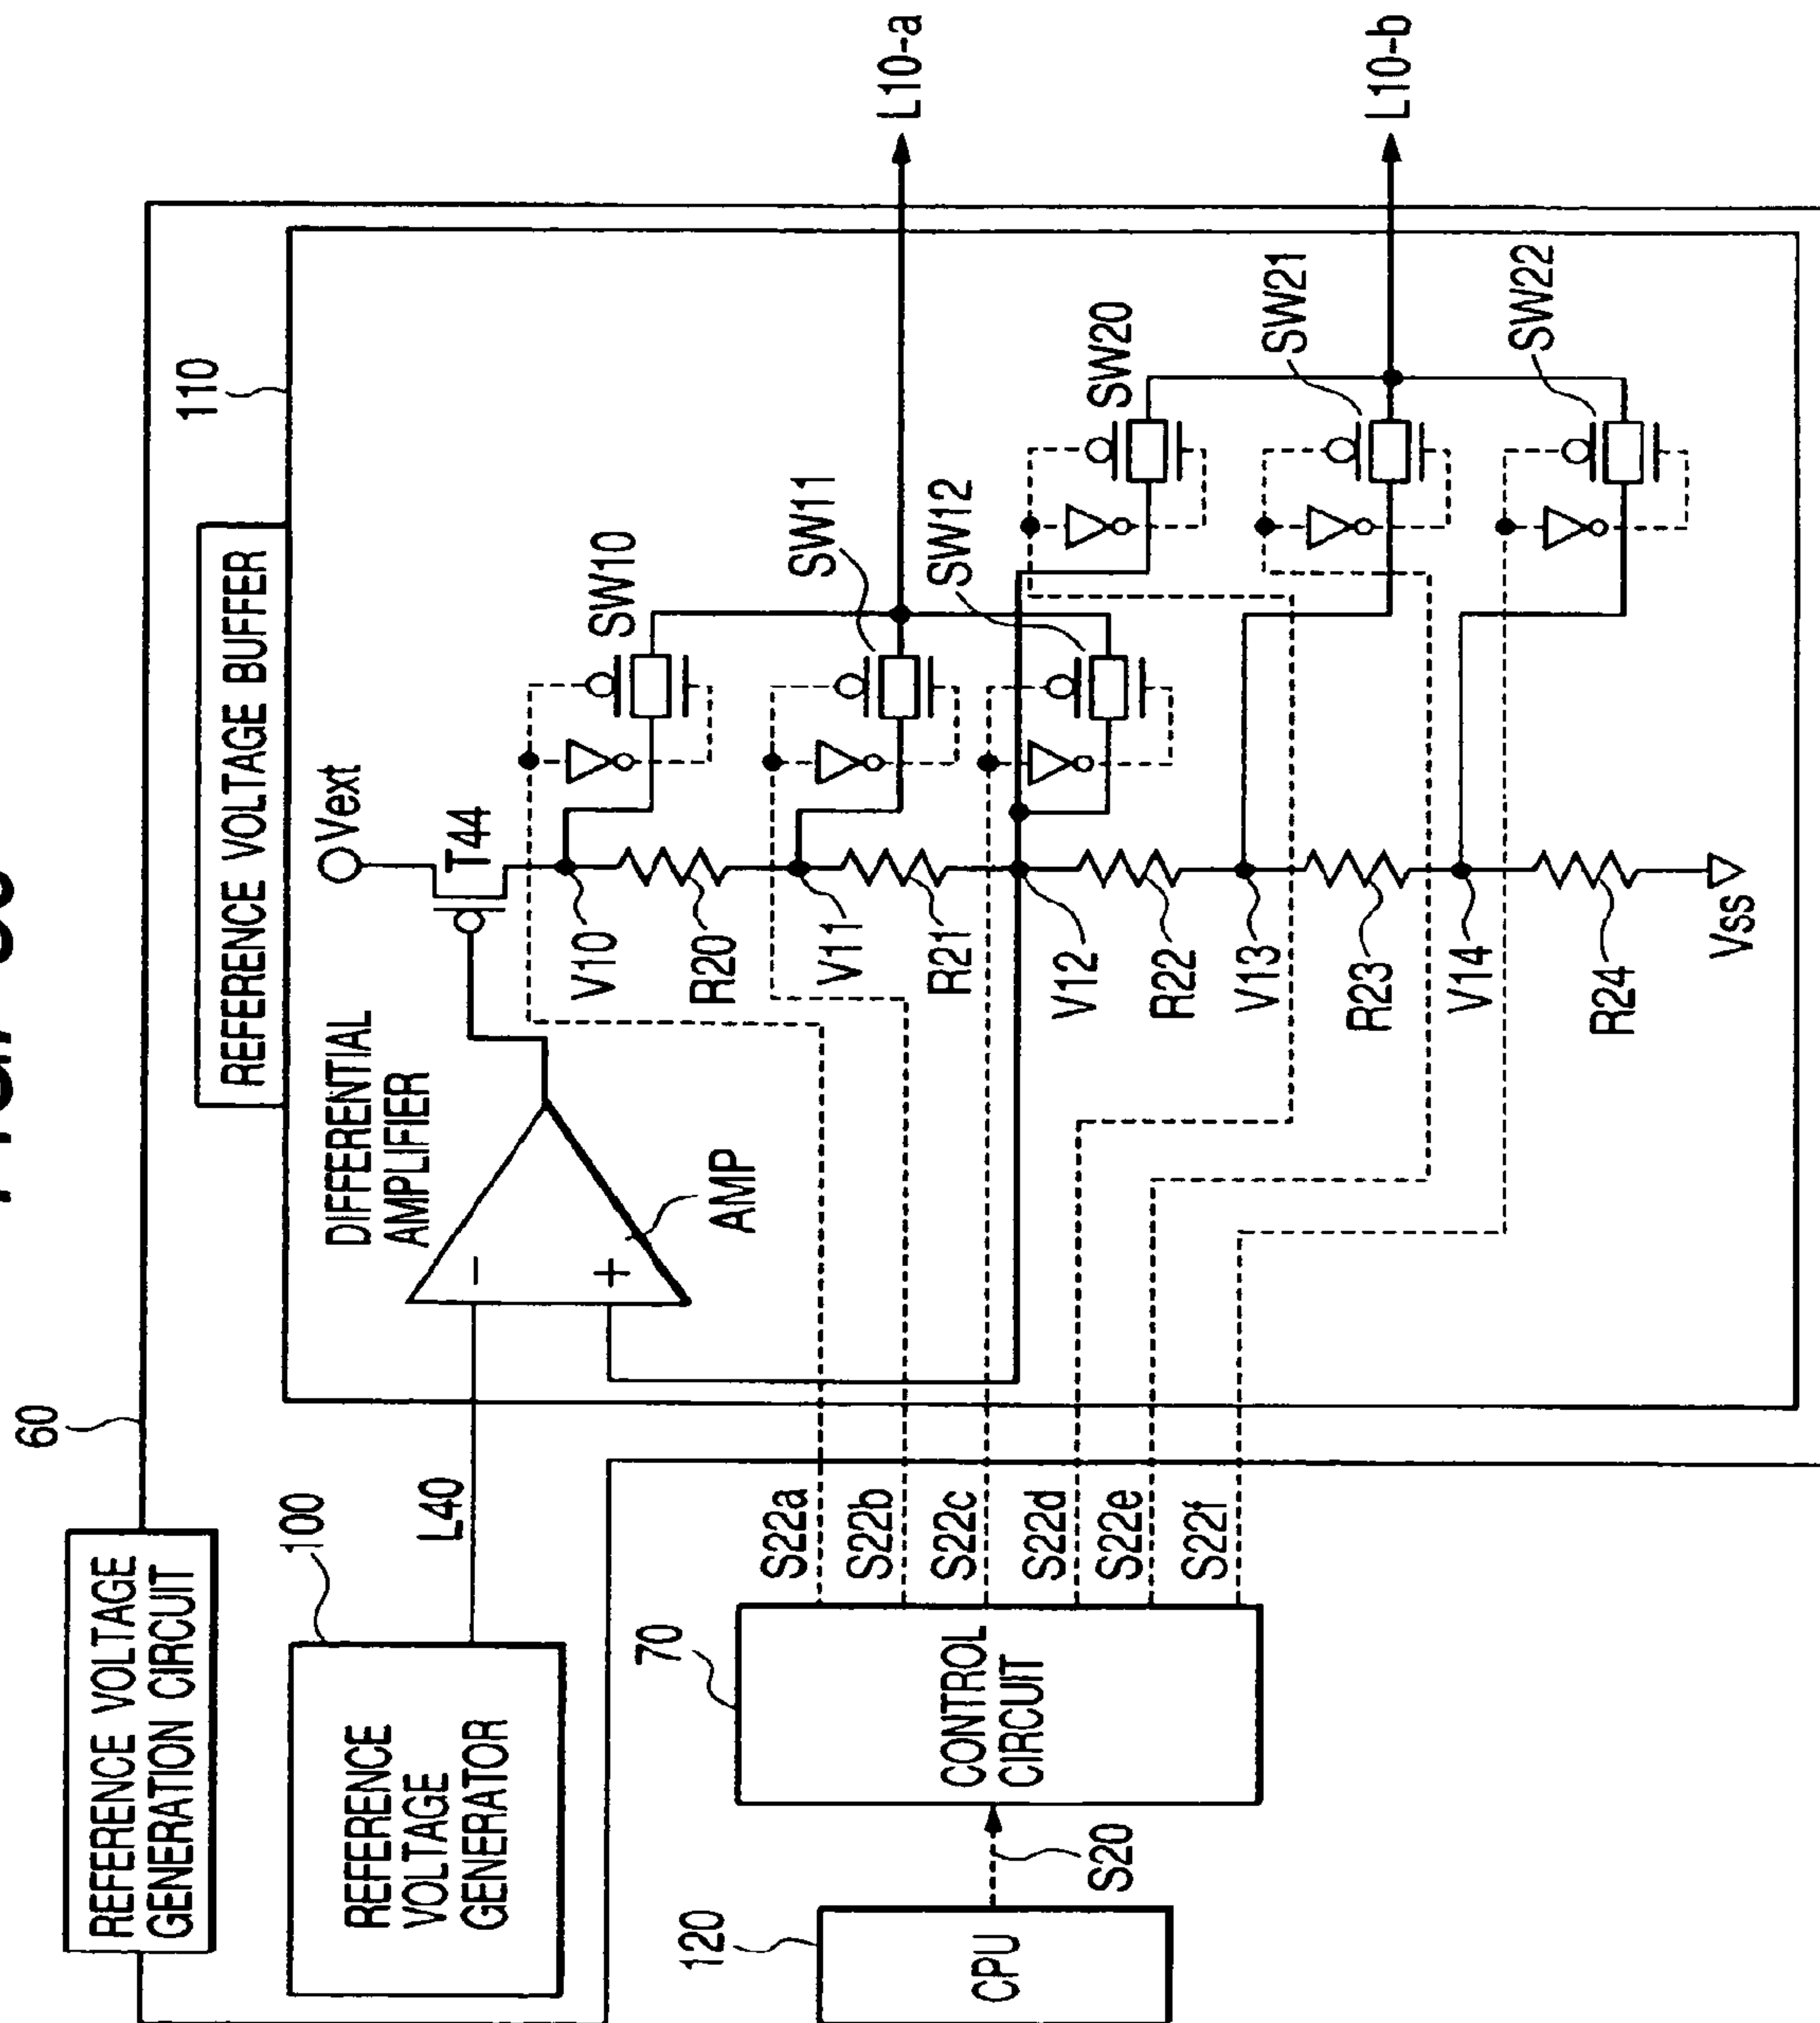 REFERENCE VOLTAGE
GENERATION CIRCUIT
60
REFERENCE VOLTAGE BUFFER
110
REFERENCE
VOLTAGE
GENERATOR
100
L40
DIFFERENTIAL
AMPLIFIER
−
+
AMP
Vext
T44
V10
R20
V11
R21
V12
R22
V13
R23
V14
R24
Vss
SW10
SW11
SW12
SW20
SW21
SW22
L10-a
L10-b
120
CPU
S20
70
CONTROL
CIRCUIT
S22a
S22b
S22c
S22d
S22e
S22f